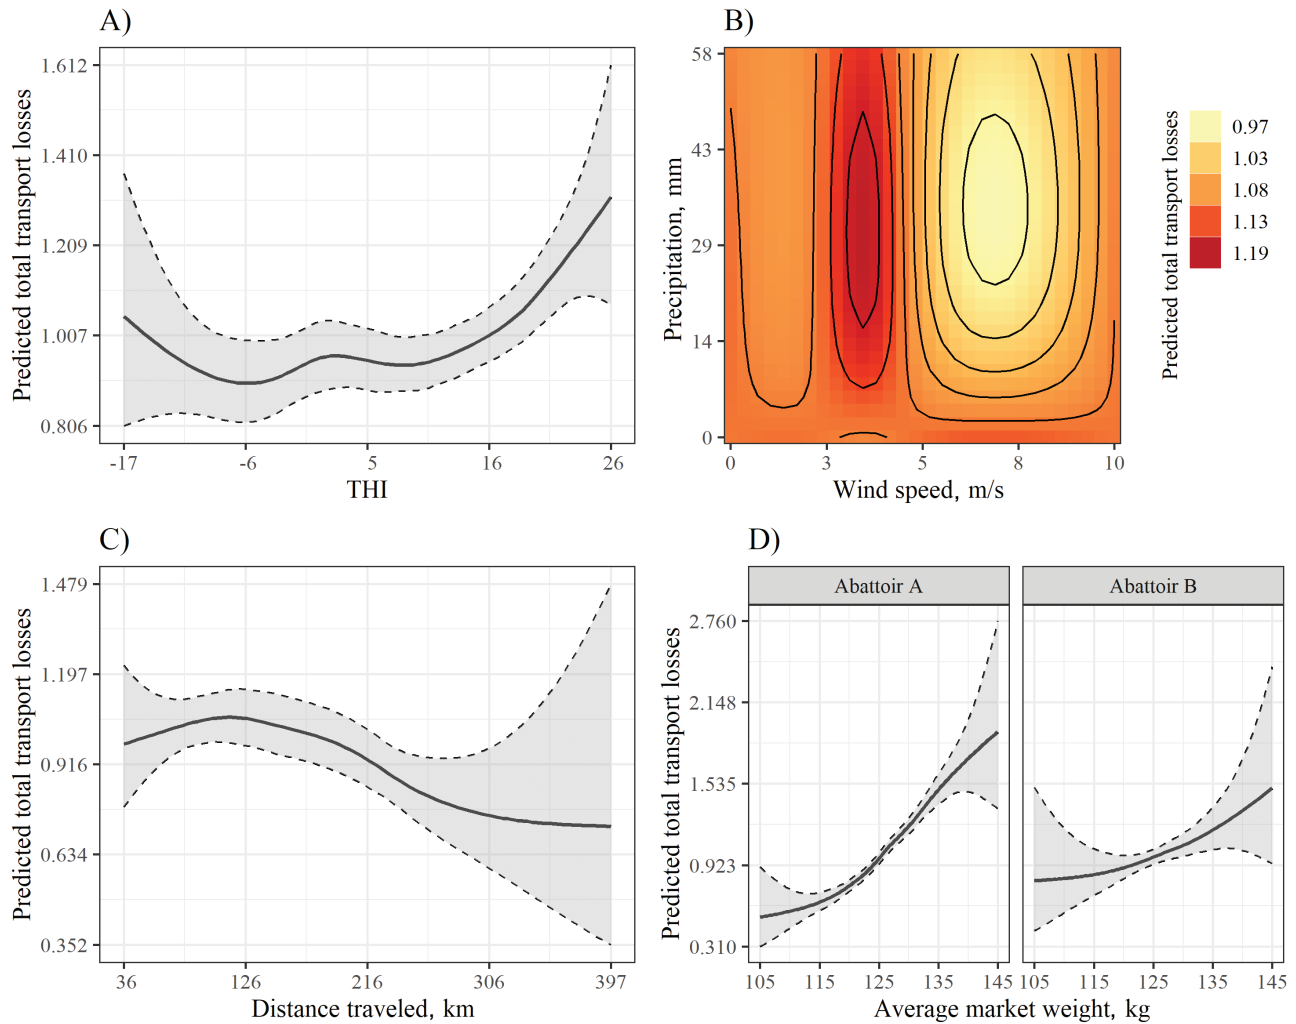 A)
Predicted total transport losses
1.612
1.410
1.209
1.007
0.806
-17 -6 5 16 26
THI
B)
Precipitation, mm
58
43
29
14
0
0 3 5 8 10
Wind speed, m/s
Predicted total transport losses
0.97
1.03
1.08
1.13
1.19
C)
Predicted total transport losses
1.479
1.197
0.916
0.634
0.352
36 126 216 306 397
Distance traveled, km
D)
Abattoir A Abattoir B
Predicted total transport losses
2.760
2.148
1.535
0.923
0.310
105 115 125 135 145 105 115 125 135 145
Average market weight, kg